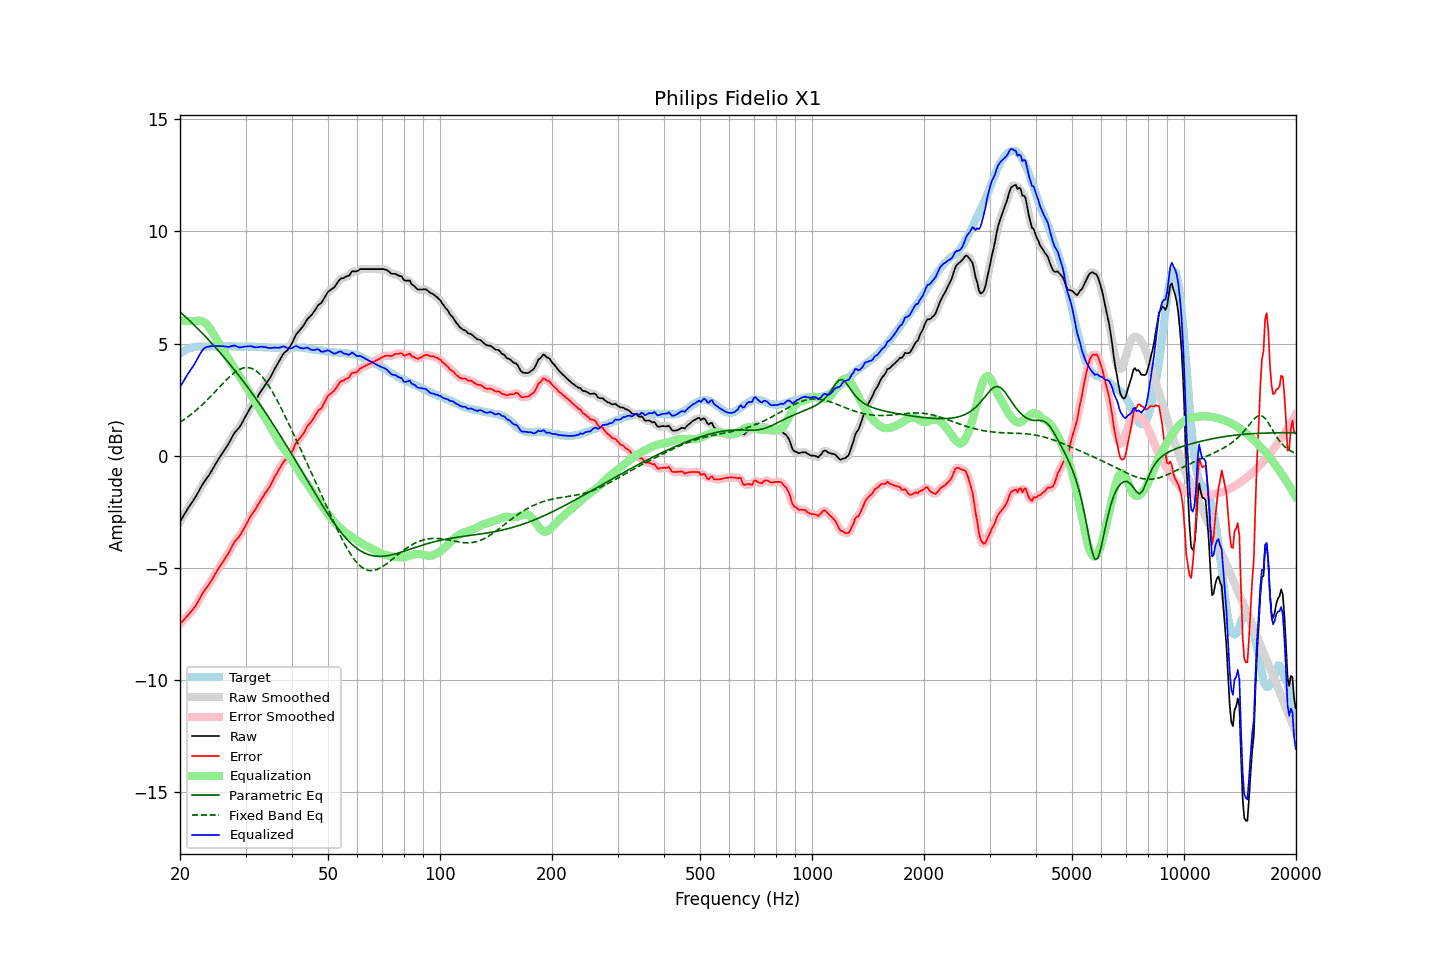 Philips Fidelio X1
Amplitude (dBr)
15
10
5
0
−5
−10
−15
Target
Raw Smoothed
Error Smoothed
Raw
Error
Equalization
Parametric Eq
Fixed Band Eq
Equalized
20 50 100 200 500 1000 2000 5000 10000 20000
Frequency (Hz)